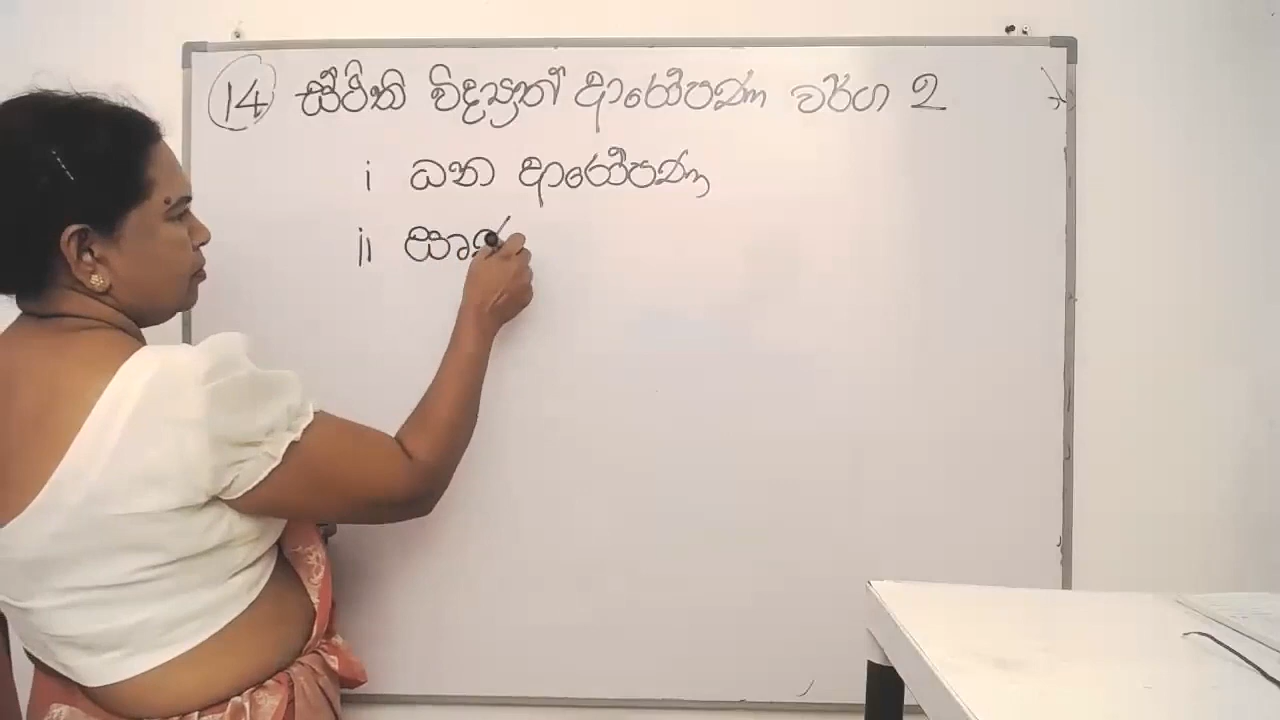 14 ස්ථිති විද්‍යුත් ආරෝපණ වර්ග 2
i ධන ආරෝපණ
ii